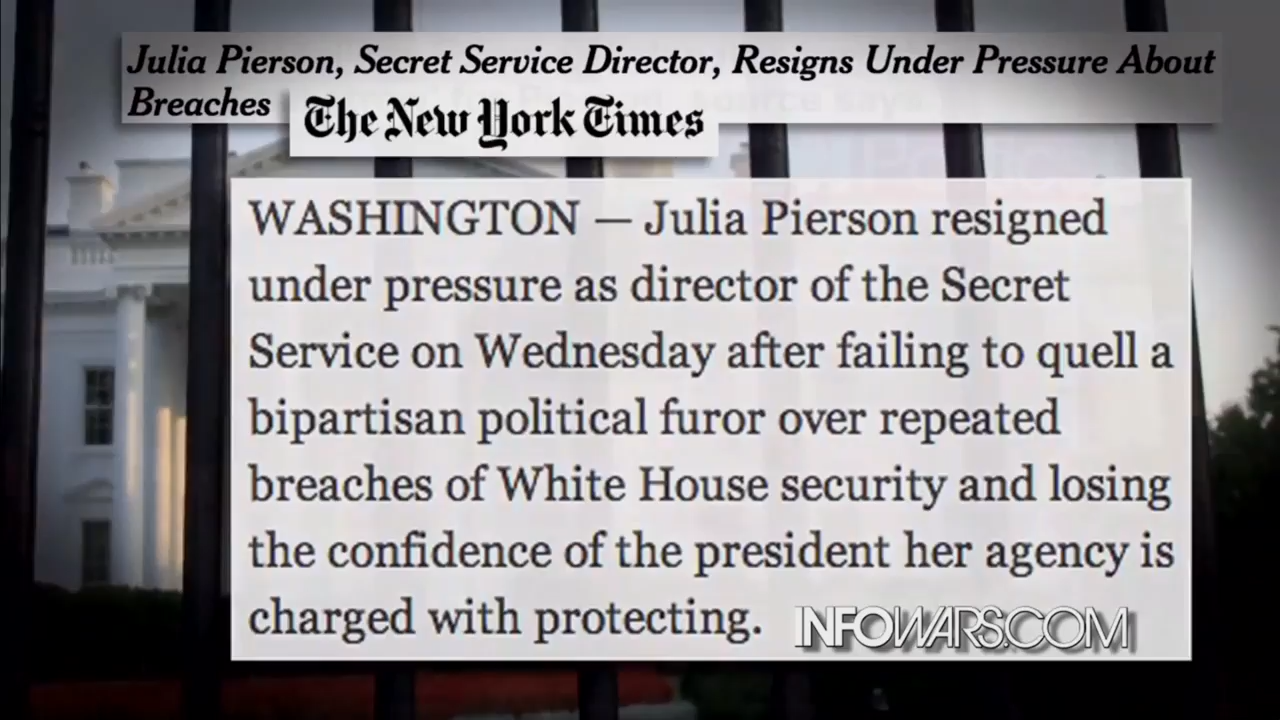 Julia Pierson, Secret Service Director, Resigns Under Pressure About
Breaches
The New York Times
WASHINGTON — Julia Pierson resigned
under pressure as director of the Secret
Service on Wednesday after failing to quell a
bipartisan political furor over repeated
breaches of White House security and losing
the confidence of the president her agency is
charged with protecting.
INFOWARS.COM